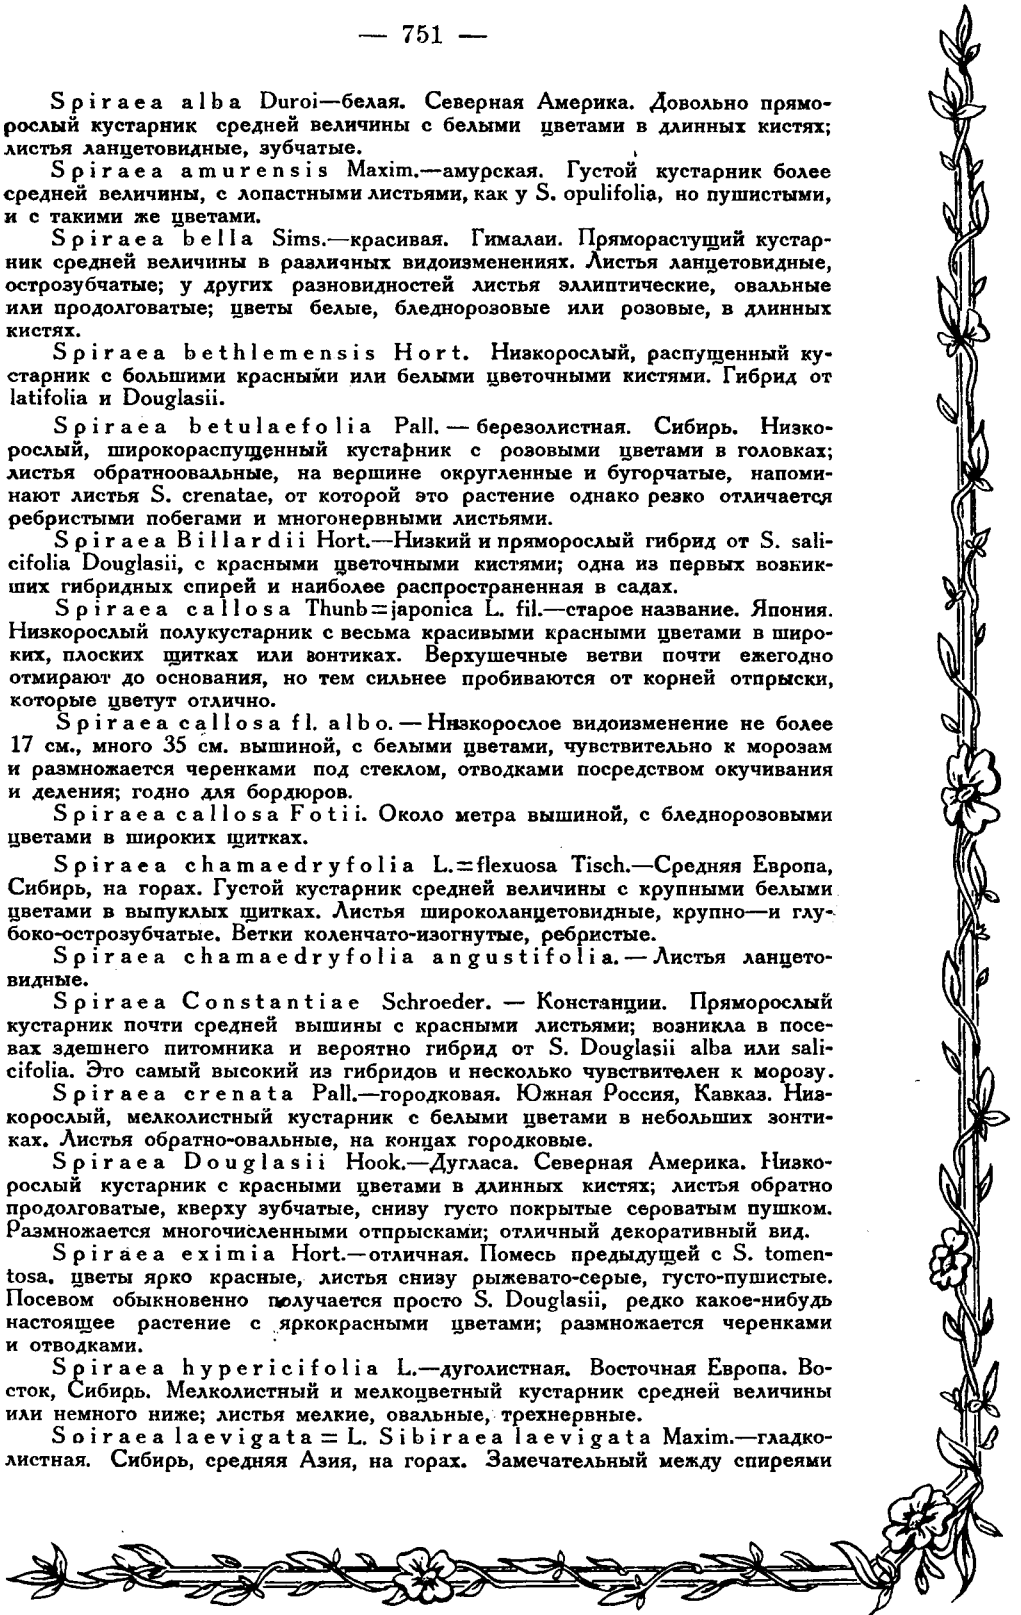 — 751 —
Spiraea alba Duroi—белая. Северная Америка. Довольно прямо-
рослый кустарник средней величины с белыми цветами в длинных кистях;
листья ланцетовидные, зубчатые.
Spiraea amurensis Maxim.—амурская. Густой кустарник более
средней величины, с лопастными листьями, как у S. opulifolia, но пушистыми,
и с такими же цветами.
Spiraea bella Sims.—красивая. Гималаи. Пряморастущий кустар-
ник средней величины в различных видоизменениях. Листья ланцетовидные,
острозубчатые; у других разновидностей листья эллиптические, овальные
или продолговатые; цветы белые, бледнорозовые или розовые, в длинных
кистях.
Spiraea bethlemensis Hort. Низкорослый, распущенный ку-
старник с большими красными или белыми цветочными кистями. Гибрид от
latifolia и Douglasii.
Spiraea betulaefolia Pall. — березолистная. Сибирь. Низко-
рослый, широкораспущенный кустарник с розовыми цветами в головках;
листья обратноовальные, на вершине округленные и бугорчатые, напоми-
нают листья S. crenatae, от которой это растение однако резко отличается
ребристыми побегами и многонервными листьями.
Spiraea Billardii Hort.—Низкий и пряморослый гибрид от S. sali-
cifolia Douglasii, с красными цветочными кистями; одна из первых возник-
ших гибридных спирей и наиболее распространенная в садах.
Spiraea callosa Thunb=japonica L. fil.—старое название. Япония.
Низкорослый полукустарник с весьма красивыми красными цветами в широ-
ких, плоских щитках или зонтиках. Верхушечные ветви почти ежегодно
отмирают до основания, но тем сильнее пробиваются от корней отпрыски,
которые цветут отлично.
Spiraea callosa fl. albo. — Низкорослое видоизменение не более
17 см., много 35 см. вышиной, с белыми цветами, чувствительно к морозам
и размножается черенками под стеклом, отводками посредством окучивания
и деления; годно для бордюров.
Spiraea callosa Fotii. Около метра вышиной, с бледнорозовыми
цветами в широких щитках.
Spiraea chamaedryfolia L.=flexuosa Tisch.—Средняя Европа,
Сибирь, на горах. Густой кустарник средней величины с крупными белыми
цветами в выпуклых щитках. Листья широколанцетовидные, крупно—и глу-
боко-острозубчатые. Ветки коленчато-изогнутые, ребристые.
Spiraea chamaedryfolia angustifolia. — Листья ланцето-
видные.
Spiraea Constantiae Schroeder. — Констанции. Пряморослый
кустарник почти средней вышины с красными листьями; возникла в посе-
вах здешнего питомника и вероятно гибрид от S. Douglasii alba или sali-
cifolia. Это самый высокий из гибридов и несколько чувствителен к морозу.
Spiraea crenata Pall.—городковая. Южная Россия, Кавказ. Низ-
корослый, мелколистный кустарник с белыми цветами в небольших зонти-
ках. Листья обратно-овальные, на концах городковые.
Spiraea Douglasii Hook.—Дугласа. Северная Америка. Низко-
рослый кустарник с красными цветами в длинных кистях; листья обратно
продолговатые, кверху зубчатые, снизу густо покрытые сероватым пушком.
Размножается многочисленными отпрысками; отличный декоративный вид.
Spiraea eximia Hort.—отличная. Помесь предыдущей с S. tomen-
tosa. цветы ярко красные, листья снизу рыжевато-серые, густо-пушистые.
Посевом обыкновенно получается просто S. Douglasii, редко какое-нибудь
настоящее растение с яркокрасными цветами; размножается черенками
и отводками.
Spiraea hypericifolia L.—дуголистная. Восточная Европа. Во-
сток, Сибирь. Мелколистный и мелкоцветный кустарник средней величины
или немного ниже; листья мелкие, овальные, трехнервные.
Soiraea laevigata = L. Sibiraea laevigata Maxim.—гладко-
листная. Сибирь, средняя Азия, на горах. Замечательный между спиреями